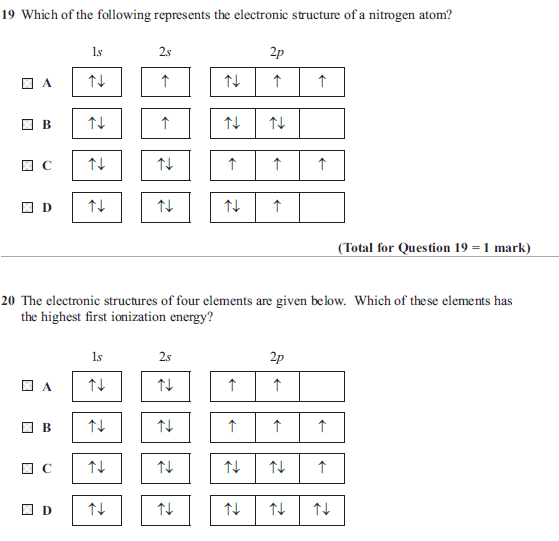 19 Which of the following represents the electronic structure of a nitrogen atom?
1s 2s 2p
A ↑↓ ↑ ↑↓ ↑ ↑
B ↑↓ ↑ ↑↓ ↑↓
C ↑↓ ↑↓ ↑ ↑ ↑
D ↑↓ ↑↓ ↑↓ ↑
(Total for Question 19 = 1 mark)
20 The electronic structures of four elements are given below. Which of these elements has
the highest first ionization energy?
1s 2s 2p
A ↑↓ ↑↓ ↑ ↑
B ↑↓ ↑↓ ↑ ↑ ↑
C ↑↓ ↑↓ ↑↓ ↑↓ ↑
D ↑↓ ↑↓ ↑↓ ↑↓ ↑↓